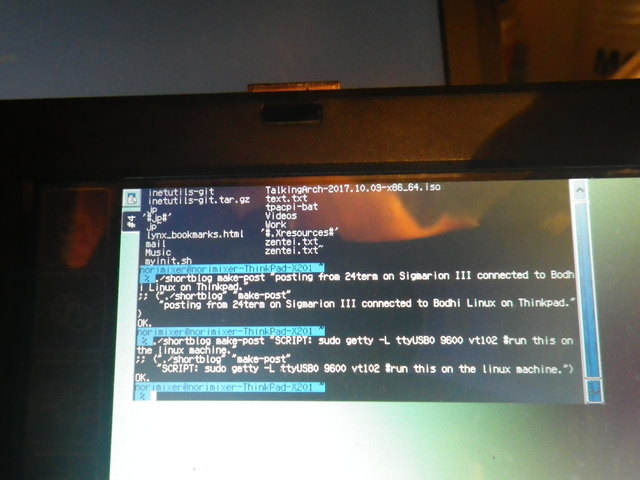 inetutils-git TalkingArch-2017.10.03-x86_64.iso
inetutils-git.tar.gz text.txt
jp tpacpi-bat
'#jp#' Videos
jp Work
lynx_bookmarks.html '#.Xresources#'
mail zentei.txt
Music zentei.txt~
myinit.sh
norimixer@norimixer-ThinkPad-X201 ~
% ./shortblog make-post "posting from 24term on Sigmarion III connected to Bodh
i Linux on Thinkpad."
;; ("./shortblog" "make-post"
"posting from 24term on Sigmarion III connected to Bodhi Linux on Thinkpad."
)
OK.
norimixer@norimixer-ThinkPad-X201 ~
% ./shortblog make-post "SCRIPT: sudo getty -L ttyUSB0 9600 vt102 #run this on
the linux machine."
;; ("./shortblog" "make-post"
"SCRIPT: sudo getty -L ttyUSB0 9600 vt102 #run this on the linux machine.")
OK.
norimixer@norimixer-ThinkPad-X201 ~
%
#4